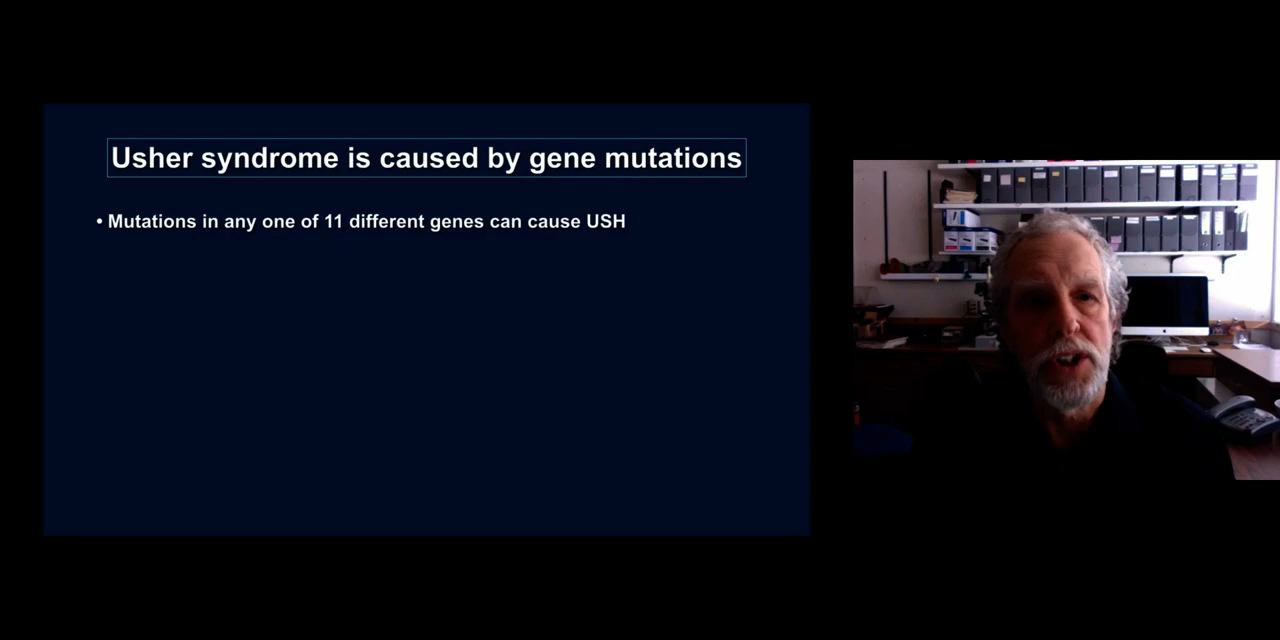 Usher syndrome is caused by gene mutations
• Mutations in any one of 11 different genes can cause USH